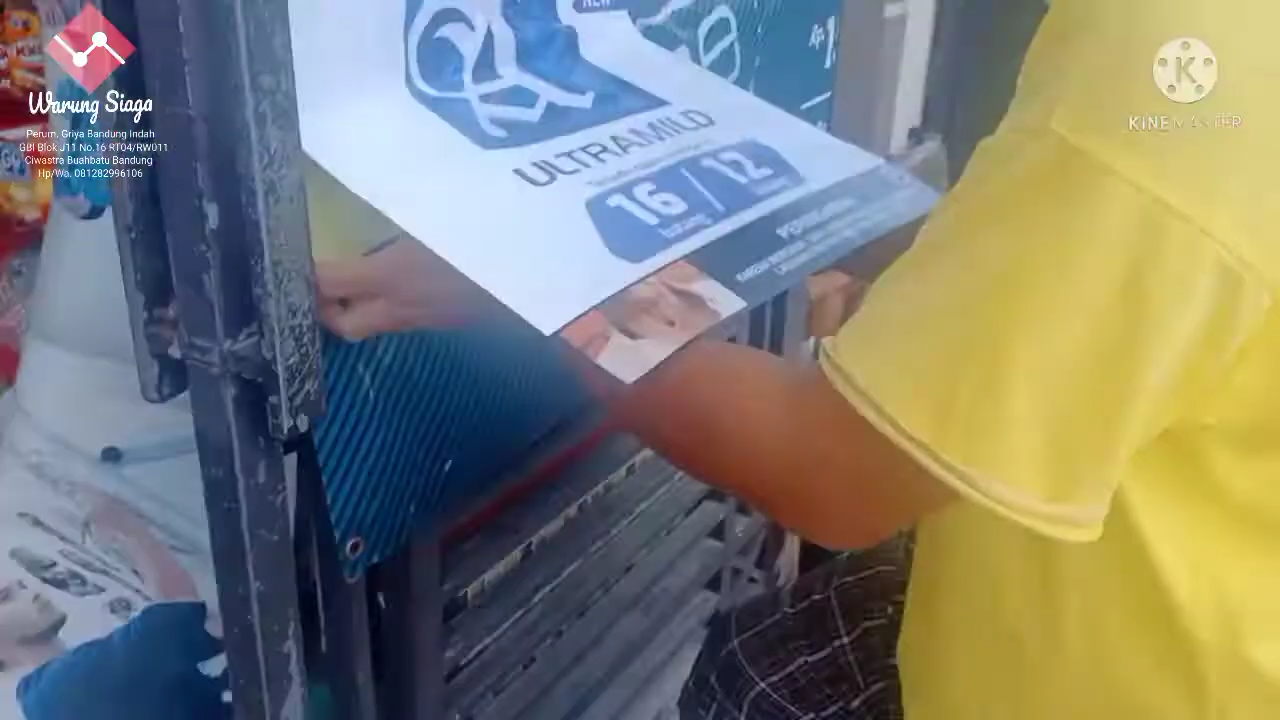 Warung Siaga
Perum. Griya Bandung Indah
GBI Blok J11 No.16 RT04/RW011
Ciwastra Buahbatu Bandung
Hp/Wa. 081282996106
KINEMASTER
NEW
ULTRAMILD
16 / 12